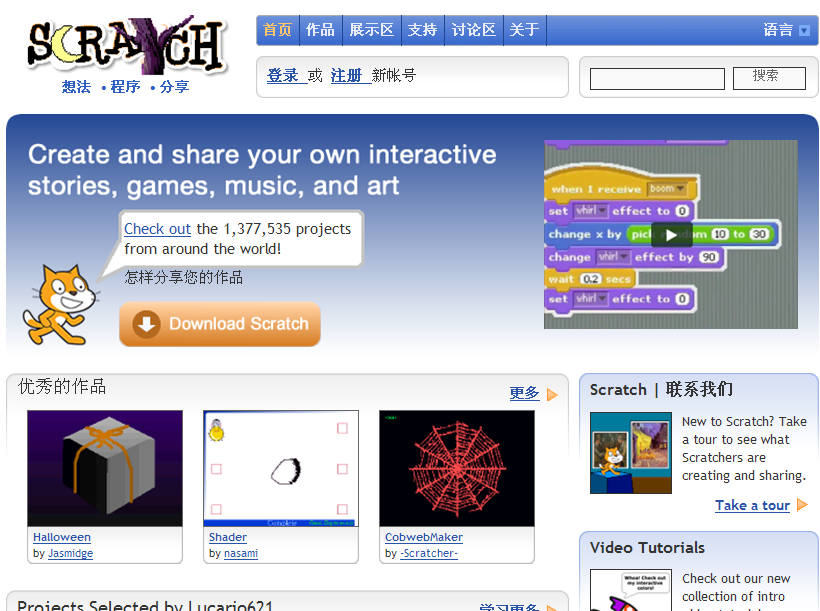 SCRATCH
想法 • 程序 • 分享
首页 作品 展示区 支持 讨论区 关于 语言
登录 或 注册 新帐号
搜索
Create and share your own interactive
stories, games, music, and art
Check out the 1,377,535 projects
from around the world!
怎样分享您的作品
Download Scratch
when I receive boom
set whirl effect to 0
change x by 10 to 30
change whirl effect by 90
wait 0.2 secs
set whirl effect to 0
优秀的作品
更多
Halloween
by Jasmidge
Complete
Shader
by nasami
CobwebMaker
by -Scratcher-
Scratch | 联系我们
New to Scratch? Take
a tour to see what
Scratchers are
creating and sharing.
Take a tour
Video Tutorials
Whoa! Check out
my interactive
colors!
Check out our new
collection of intro
Projects Selected by Lucario621
学习更多